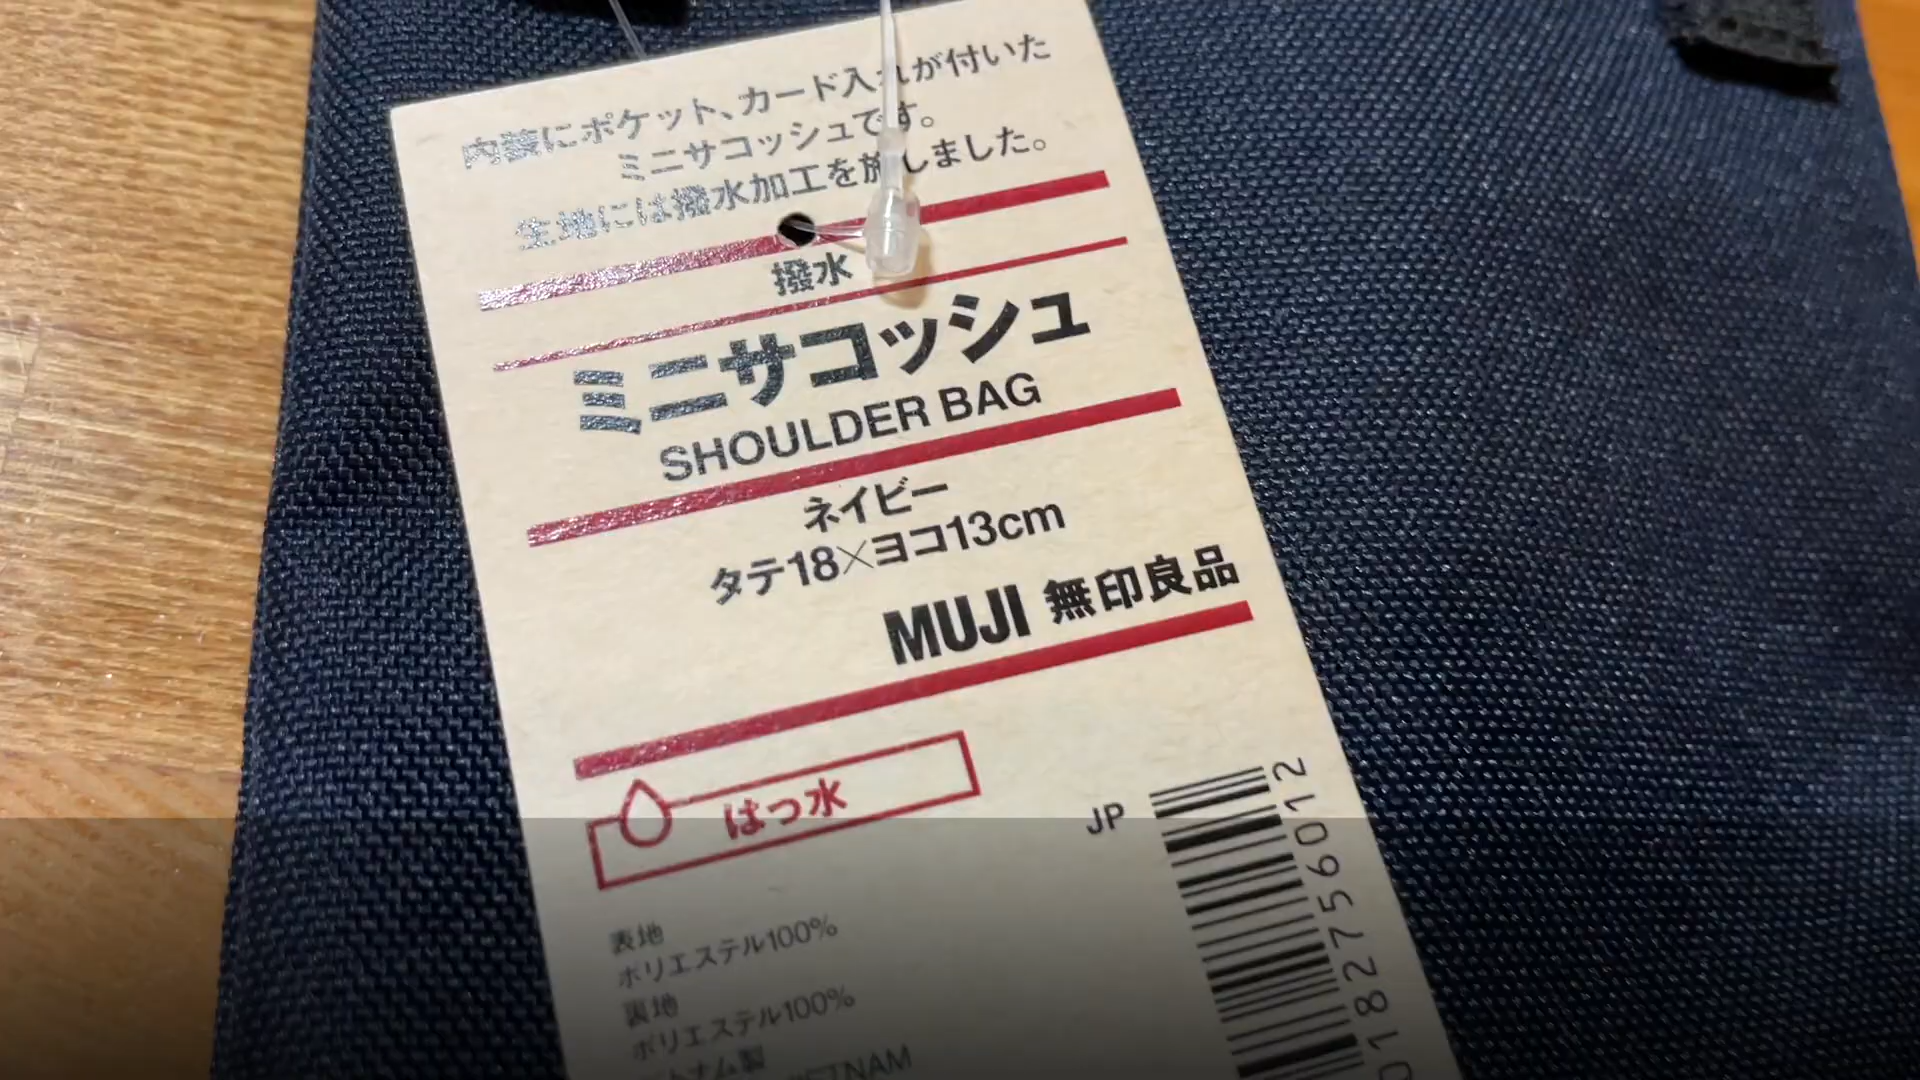 内装にポケット、カード入れが付いた
ミニサコッシュです。
生地には撥水加工を施しました。
撥水
ミニサコッシュ
SHOULDER BAG
ネイビー
タテ18×ヨコ13cm
MUJI 無印良品
はっ水
JP
表地
ポリエステル100%
裏地
ポリエステル100%